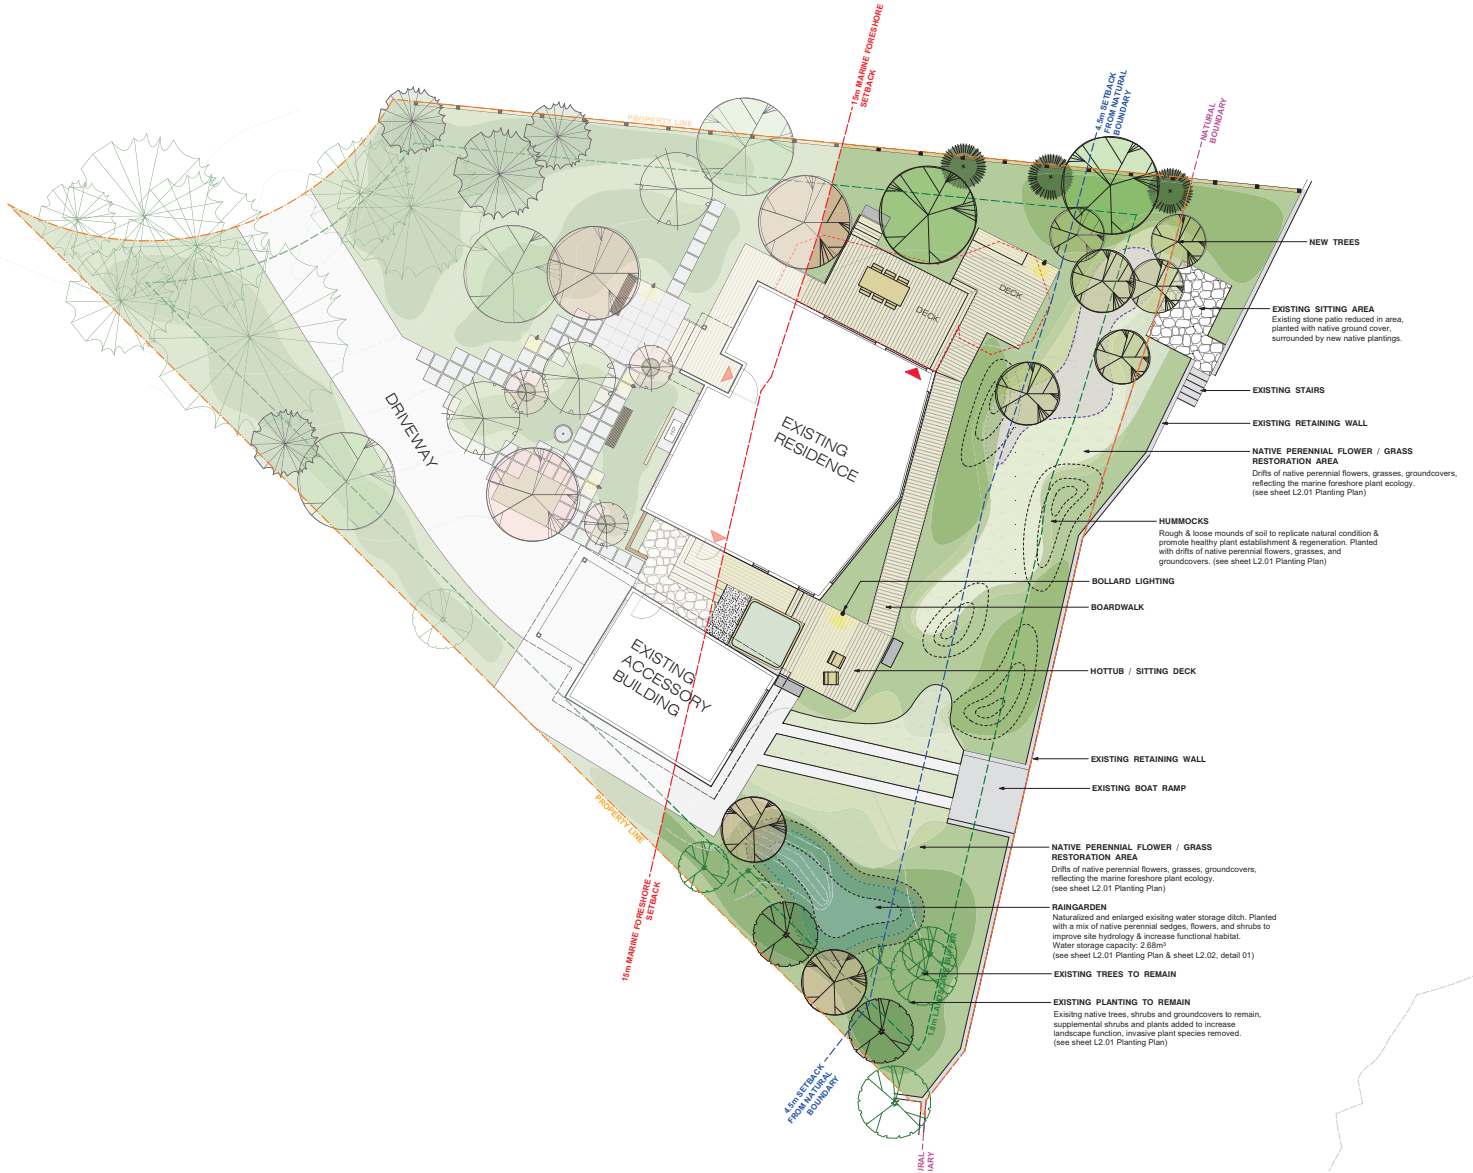 15m MARINE FORESHORE
SETBACK
4.5m SETBACK
FROM NATURAL
BOUNDARY
NATURAL
BOUNDARY
PROPERTY LINE
NEW TREES
DECK
DECK
EXISTING SITTING AREA
Existing stone patio reduced in area,
planted with native ground cover,
surrounded by new native plantings.
EXISTING STAIRS
DRIVEWAY
EXISTING
RESIDENCE
EXISTING RETAINING WALL
NATIVE PERENNIAL FLOWER / GRASS
RESTORATION AREA
Drifts of native perennial flowers, grasses, groundcovers,
reflecting the marine foreshore plant ecology.
(see sheet L2.01 Planting Plan)
HUMMOCKS
Rough & loose mounds of soil to replicate natural condition &
promote healthy plant establishment & regeneration. Planted
with drifts of native perennial flowers, grasses, and
groundcovers. (see sheet L2.01 Planting Plan)
BOLLARD LIGHTING
BOARDWALK
EXISTING
ACCESSORY
BUILDING
HOTTUB / SITTING DECK
EXISTING RETAINING WALL
EXISTING BOAT RAMP
PROPERTY LINE
NATIVE PERENNIAL FLOWER / GRASS
RESTORATION AREA
Drifts of native perennial flowers, grasses, groundcovers,
reflecting the marine foreshore plant ecology.
(see sheet L2.01 Planting Plan)
RAINGARDEN
Naturalized and enlarged exisitng water storage ditch. Planted
with a mix of native perennial sedges, flowers, and shrubs to
improve site hydrology & increase functional habitat.
Water storage capacity: 2.68m³
(see sheet L2.01 Planting Plan & sheet L2.02, detail 01)
15m MARINE FORESHORE
SETBACK
1.8m LANDSCAPE BUFFER
EXISTING TREES TO REMAIN
EXISTING PLANTING TO REMAIN
Exisitng native trees, shrubs and groundcovers to remain,
supplemental shrubs and plants added to increase
landscape function, invasive plant species removed.
(see sheet L2.01 Planting Plan)
4.5m SETBACK
FROM NATURAL
BOUNDARY